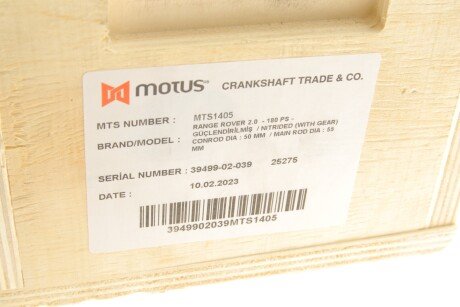 MOTUS CRANKSHAFT TRADE & CO.
MTS NUMBER : MTS1405
RANGE ROVER 2.0 - 180 PS -
GÜÇLENDİRİLMİŞ / NITRIDED (WITH GEAR)
BRAND/MODEL : CONROD DIA : 50 MM / MAIN ROD DIA : 55
MM
SERIAL NUMBER : 39499-02-039 25275
DATE : 10.02.2023
3949902039MTS1405